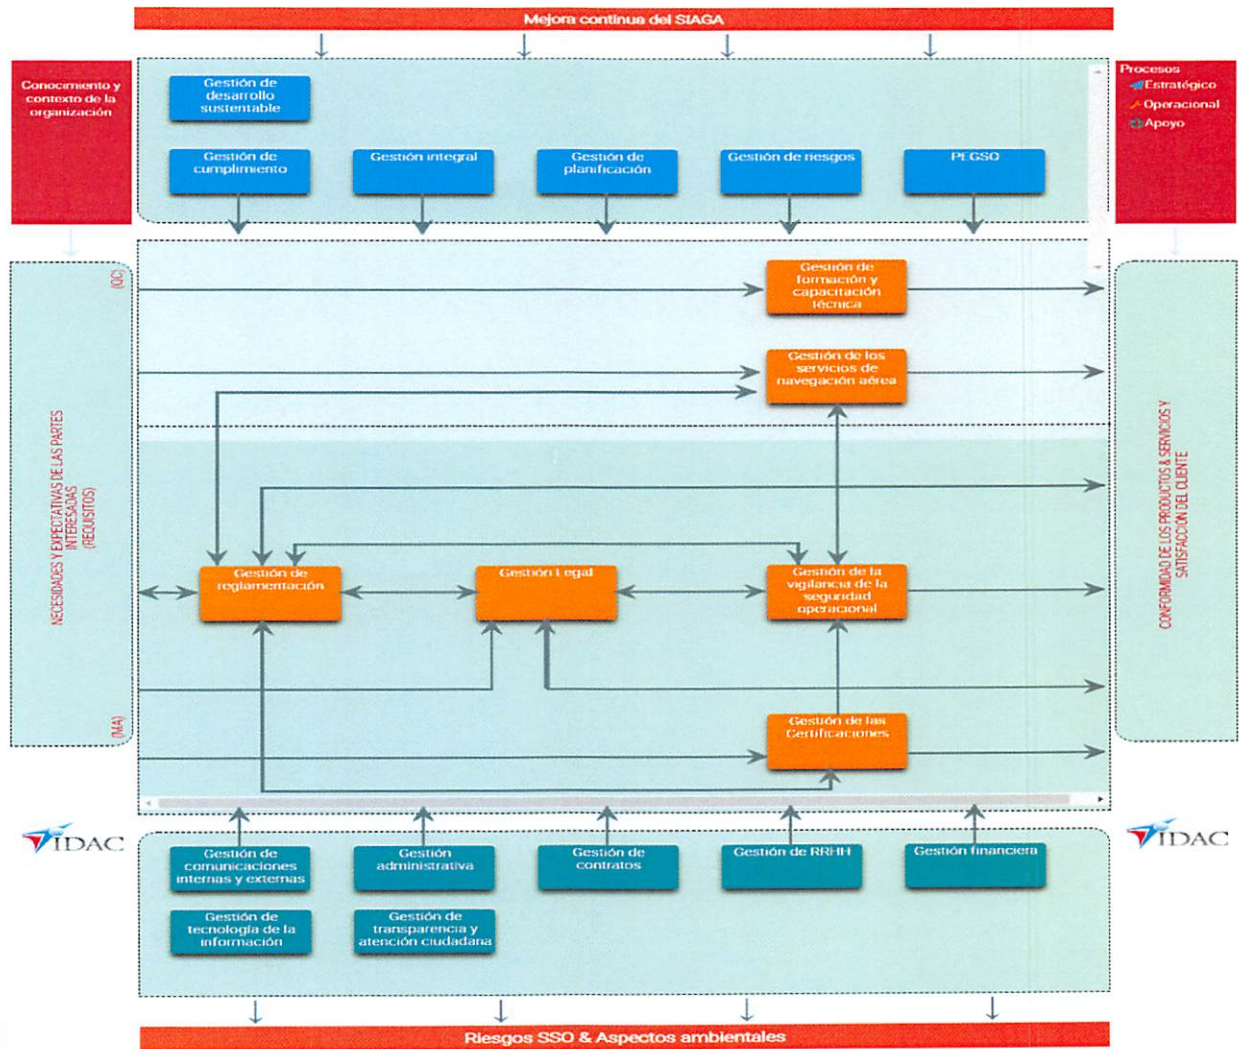 Mejora continua del SIAGA
Conocimiento y
contexto de la
organización
Procesos
Estratégico
Operacional
Apoyo
Gestión de
desarrollo
sustentable
Gestión de
cumplimiento
Gestión integral
Gestión de
planificación
Gestión de riesgos
PEGSO
(QC)
NECESIDADES Y EXPECTATIVAS DE LAS PARTES
INTERESADAS
(REQUISITOS)
(MA)
Gestión de
formación y
capacitación
técnica
Gestión de los
servicios de
navegación aérea
Gestión de
reglamentación
Gestión Legal
Gestión de la
vigilancia de la
seguridad
operacional
Gestión de las
Certificaciones
CONFORMIDAD DE LOS PRODUCTOS & SERVICIOS Y
SATISFACCION DEL CLIENTE
IDAC
IDAC
Gestión de
comunicaciones
internas y externas
Gestión
administrativa
Gestión de
contratos
Gestión de RRHH
Gestión financiera
Gestión de
tecnología de la
información
Gestión de
transparencia y
atención ciudadana
Riesgos SSO & Aspectos ambientales